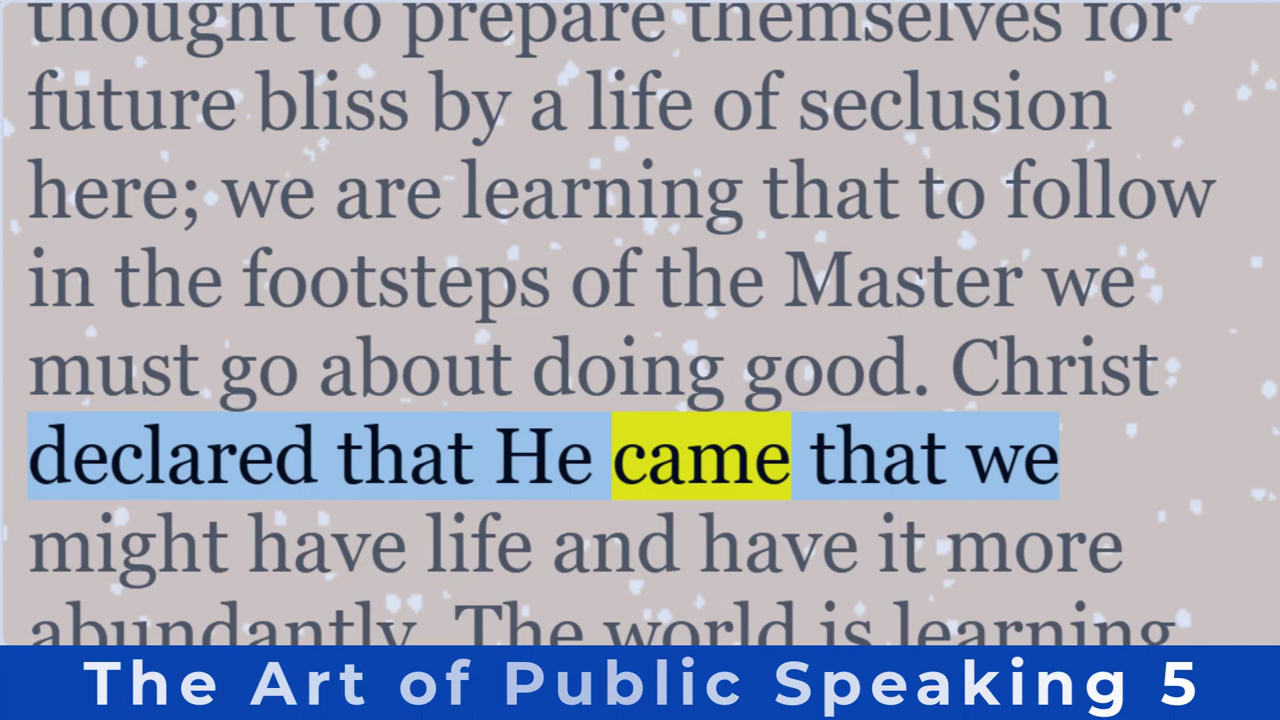 thought to prepare themselves for
future bliss by a life of seclusion
here; we are learning that to follow
in the footsteps of the Master we
must go about doing good. Christ
declared that He came that we
might have life and have it more
abundantly. The world is learning
The Art of Public Speaking 5